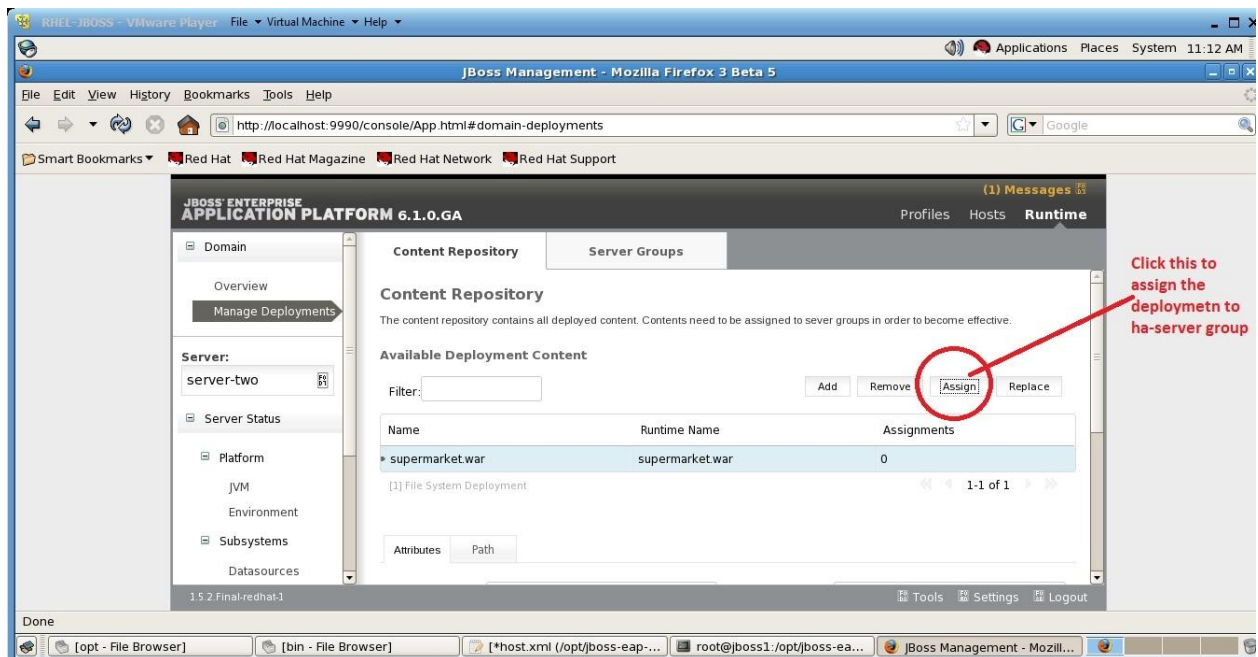 RHEL-JBOSS - VMware Player File Virtual Machine Help
Applications Places System 11:12 AM
JBoss Management - Mozilla Firefox 3 Beta 5
File Edit View History Bookmarks Tools Help
http://localhost:9990/console/App.html#domain-deployments
G Google
Smart Bookmarks Red Hat Red Hat Magazine Red Hat Network Red Hat Support
(1) Messages
JBOSS® ENTERPRISE
APPLICATION PLATFORM 6.1.0.GA
Profiles Hosts Runtime
Domain
Overview
Manage Deployments
Server:
server-two
Server Status
Platform
JVM
Environment
Subsystems
Datasources
Content Repository Server Groups
Content Repository
The content repository contains all deployed content. Contents need to be assigned to sever groups in order to become effective.
Available Deployment Content
Filter:
Add Remove Assign Replace
Name Runtime Name Assignments
supermarket.war supermarket.war 0
[1] File System Deployment
1-1 of 1
Attributes Path
Click this to
assign the
deploymetn to
ha-server group
1.5.2.Final-redhat-1
Tools Settings Logout
Done
[opt - File Browser] [bin - File Browser] [*host.xml (/opt/jboss-eap-... root@jboss1:/opt/jboss-ea... JBoss Management - Mozill...